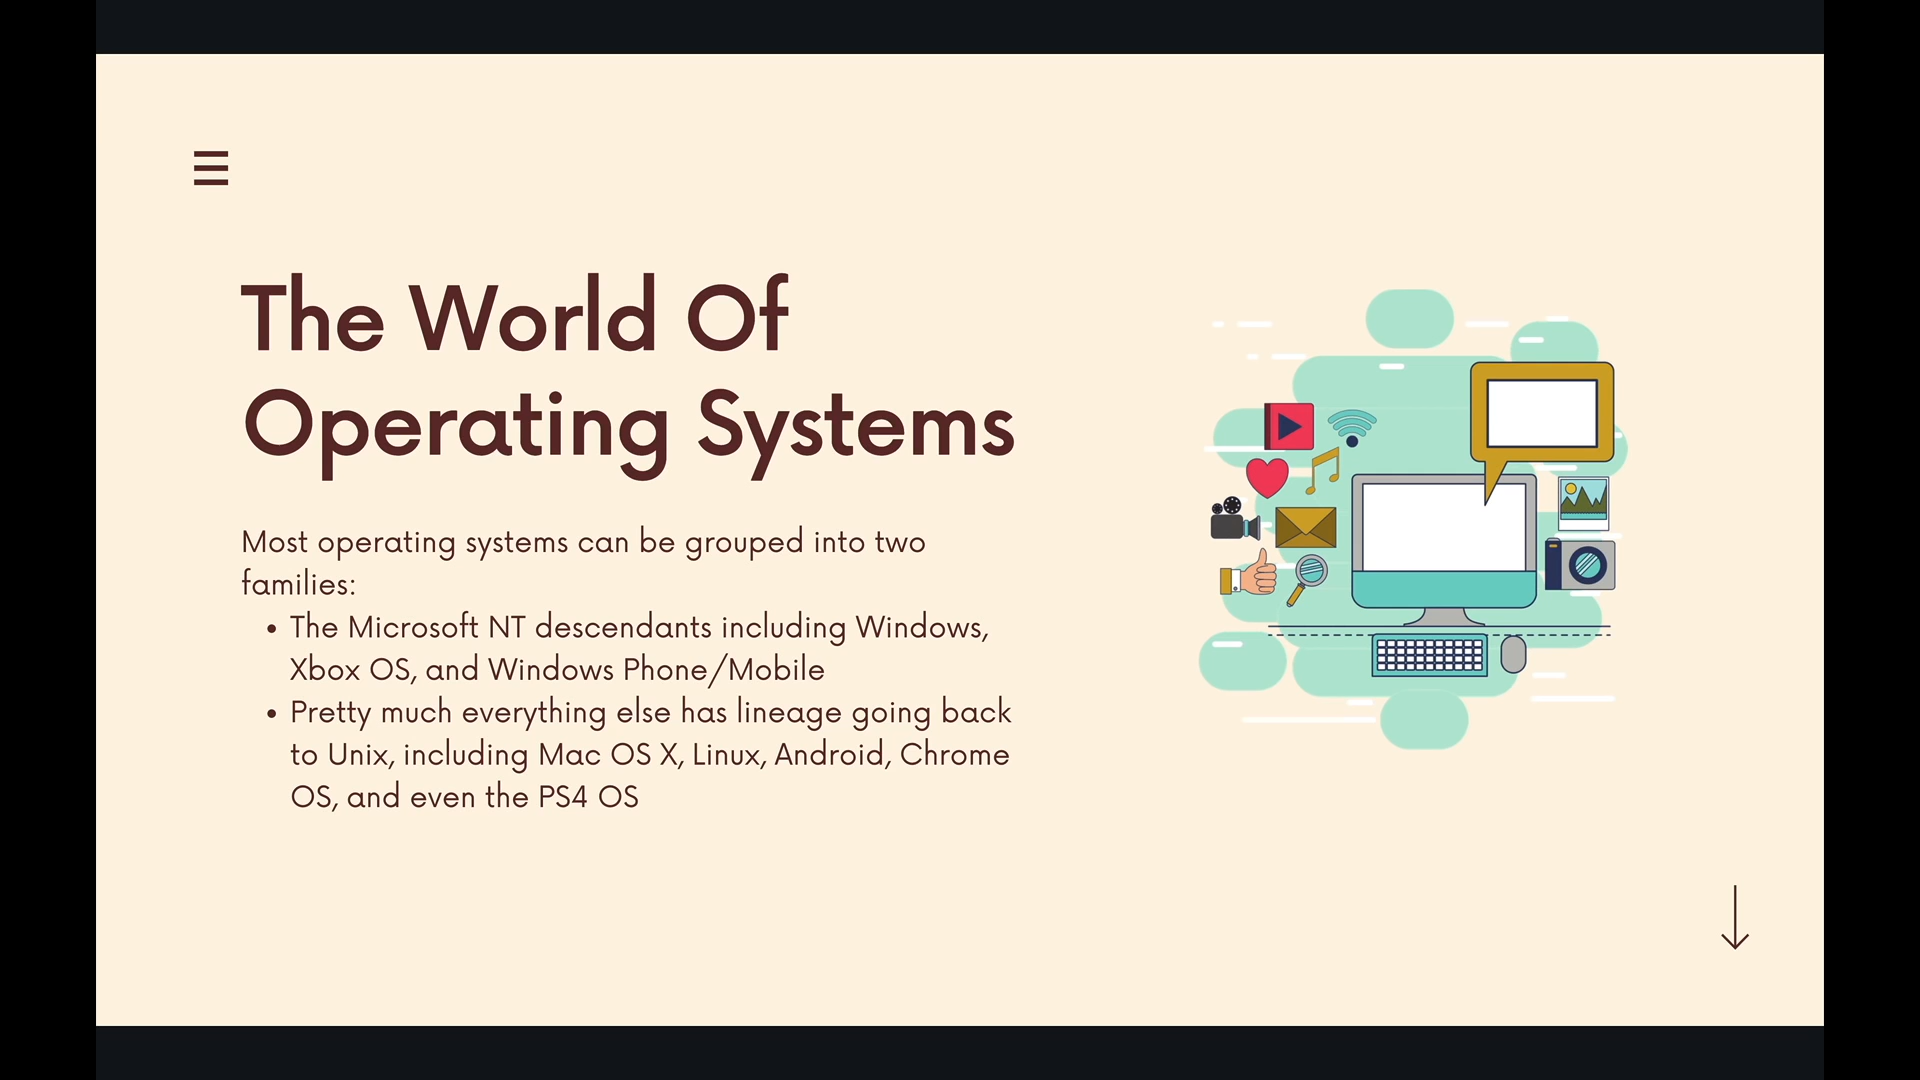 The World Of
Operating Systems
Most operating systems can be grouped into two
families:
• The Microsoft NT descendants including Windows,
Xbox OS, and Windows Phone/Mobile
• Pretty much everything else has lineage going back
to Unix, including Mac OS X, Linux, Android, Chrome
OS, and even the PS4 OS